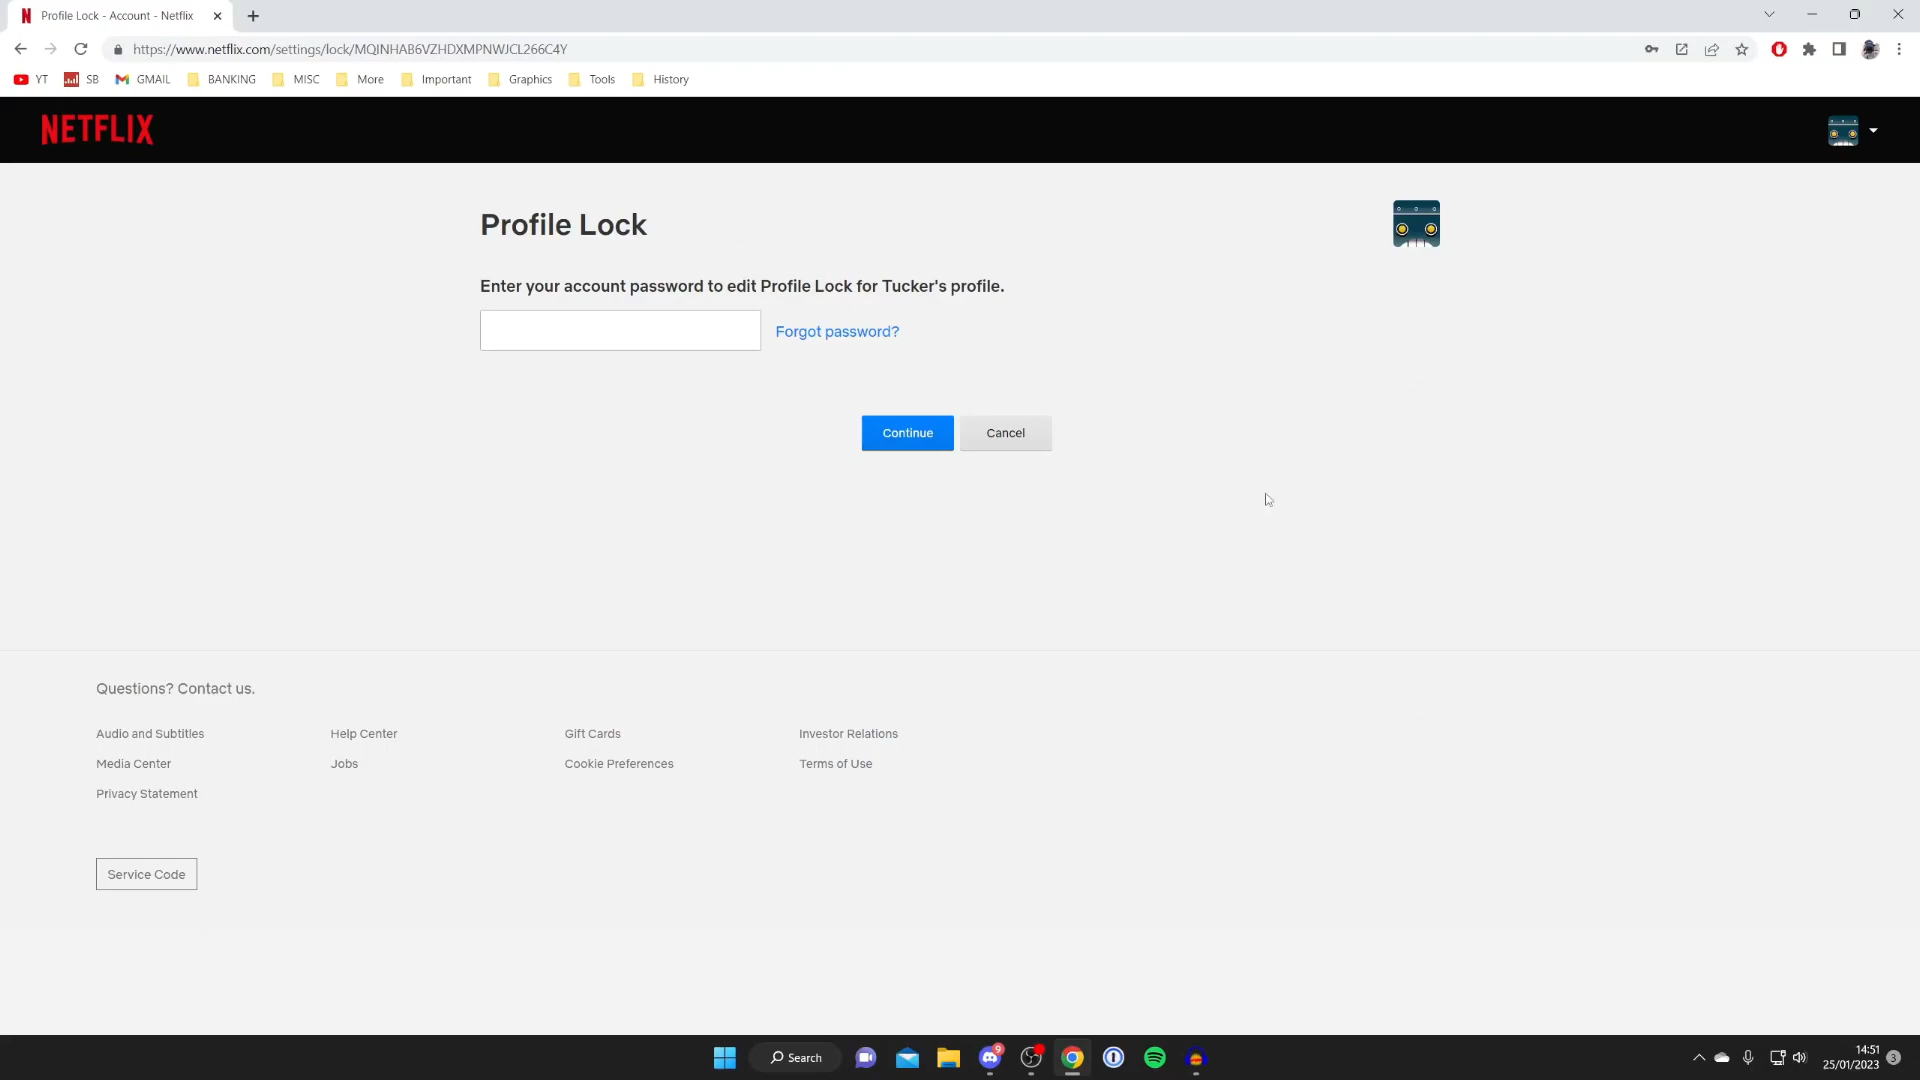 Profile Lock - Account - Netflix
https://www.netflix.com/settings/lock/MQINHAB6VZHDXMPNWJCL266C4Y
YT SB GMAIL BANKING MISC More Important Graphics Tools History
NETFLIX
Profile Lock
Enter your account password to edit Profile Lock for Tucker's profile.
Forgot password?
Continue Cancel
Questions? Contact us.
Audio and Subtitles Help Center Gift Cards Investor Relations
Media Center Jobs Cookie Preferences Terms of Use
Privacy Statement
Service Code
Search 9 14:51
25/01/2023 3